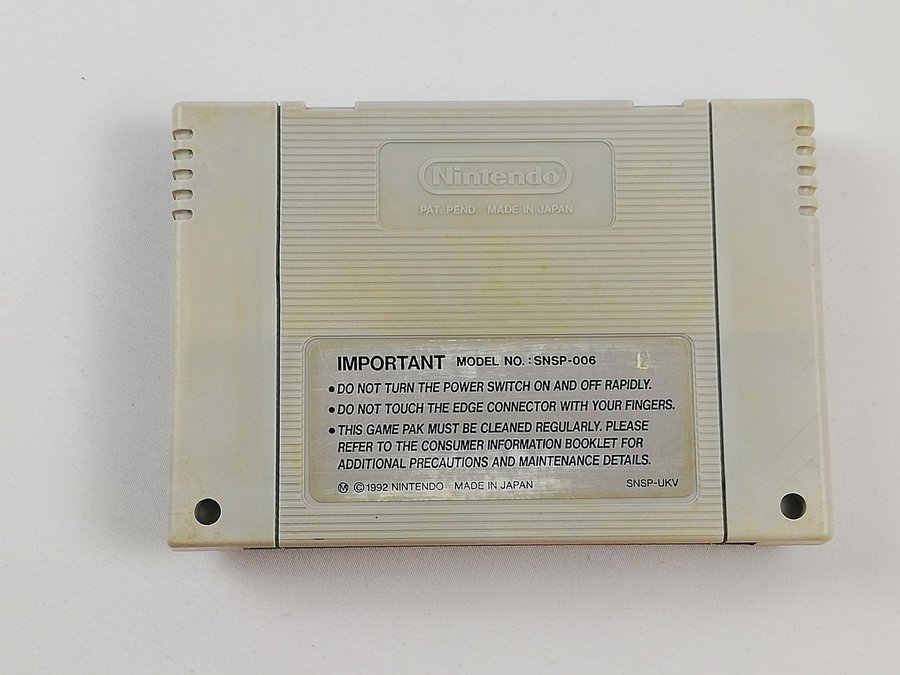 Nintendo
PAT. PEND. MADE IN JAPAN
IMPORTANT MODEL NO. : SNSP-006
• DO NOT TURN THE POWER SWITCH ON AND OFF RAPIDLY.
• DO NOT TOUCH THE EDGE CONNECTOR WITH YOUR FINGERS.
• THIS GAME PAK MUST BE CLEANED REGULARLY. PLEASE
REFER TO THE CONSUMER INFORMATION BOOKLET FOR
ADDITIONAL PRECAUTIONS AND MAINTENANCE DETAILS.
Ⓜ ©1992 NINTENDO MADE IN JAPAN SNSP-UKV